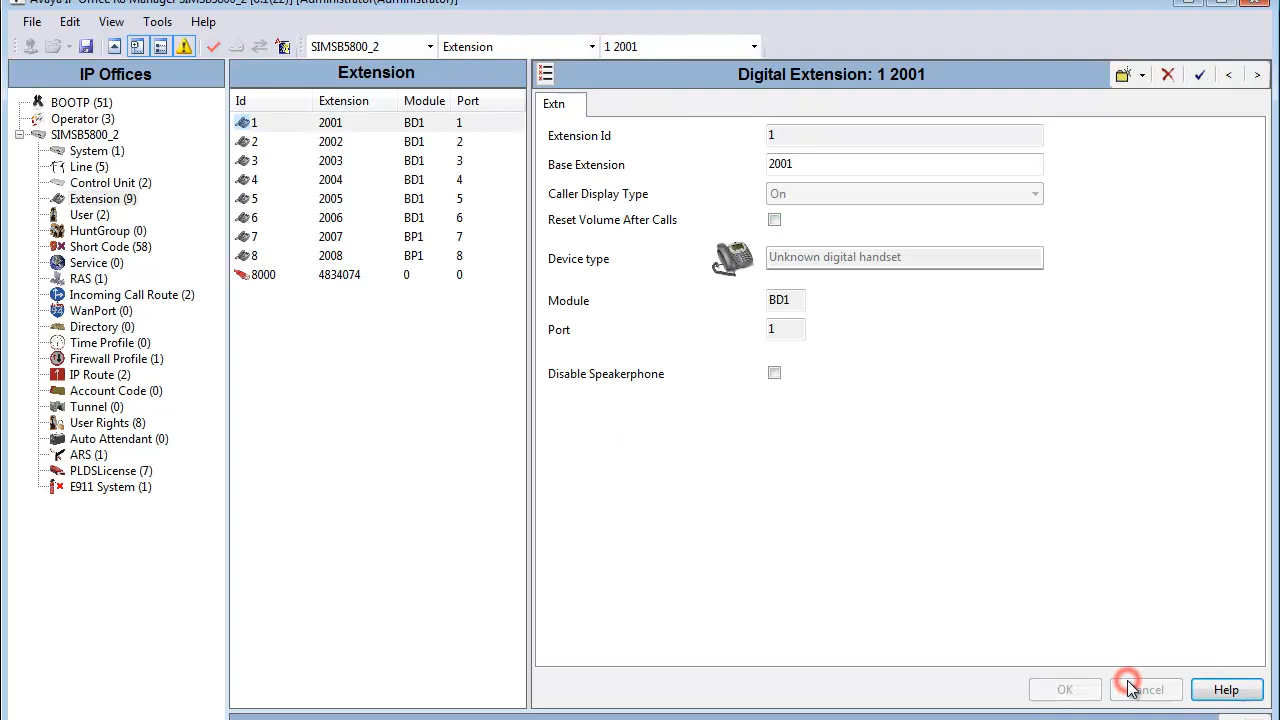 Avaya IP Office R8 Manager SIMSB5800_2 [8.1(22)] [Administrator(Administrator)]
File Edit View Tools Help
SIMSB5800_2 Extension 1 2001
IP Offices
BOOTP (51)
Operator (3)
SIMSB5800_2
System (1)
Line (5)
Control Unit (2)
Extension (9)
User (2)
HuntGroup (0)
Short Code (58)
Service (0)
RAS (1)
Incoming Call Route (2)
WanPort (0)
Directory (0)
Time Profile (0)
Firewall Profile (1)
IP Route (2)
Account Code (0)
Tunnel (0)
User Rights (8)
Auto Attendant (0)
ARS (1)
PLDSLicense (7)
E911 System (1)
Extension
Id Extension Module Port
1 2001 BD1 1
2 2002 BD1 2
3 2003 BD1 3
4 2004 BD1 4
5 2005 BD1 5
6 2006 BD1 6
7 2007 BP1 7
8 2008 BP1 8
8000 4834074 0 0
Digital Extension: 1 2001
Extn
Extension Id 1
Base Extension 2001
Caller Display Type On
Reset Volume After Calls
Device type Unknown digital handset
Module BD1
Port 1
Disable Speakerphone
OK Cancel Help